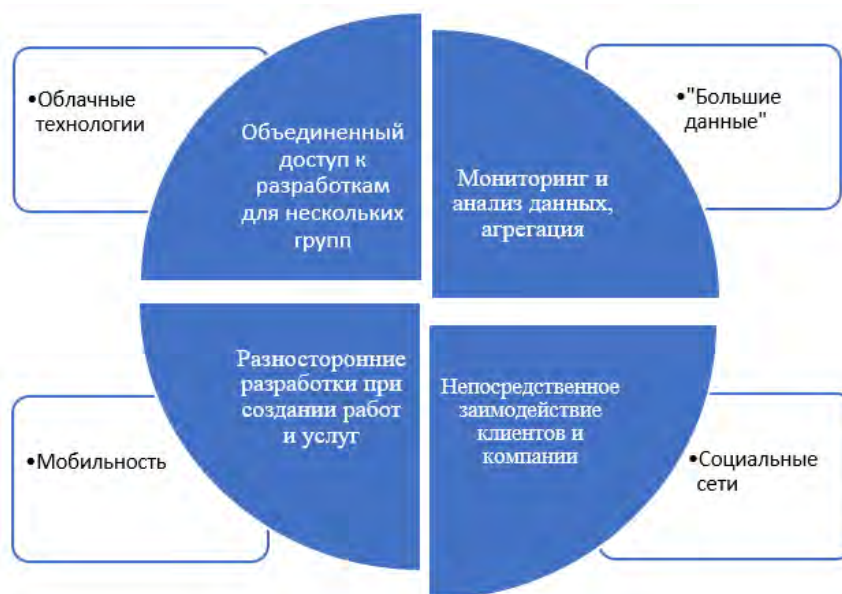 •Облачные
технологии
Объединенный
доступ к
разработкам
для нескольких
групп
•"Большие
данные"
Мониторинг и
анализ данных,
агрегация
•Мобильность
Разносторонние
разработки при
создании работ
и услуг
Непосредственное
заимодействие
клиентов и
компании
•Социальные
сети